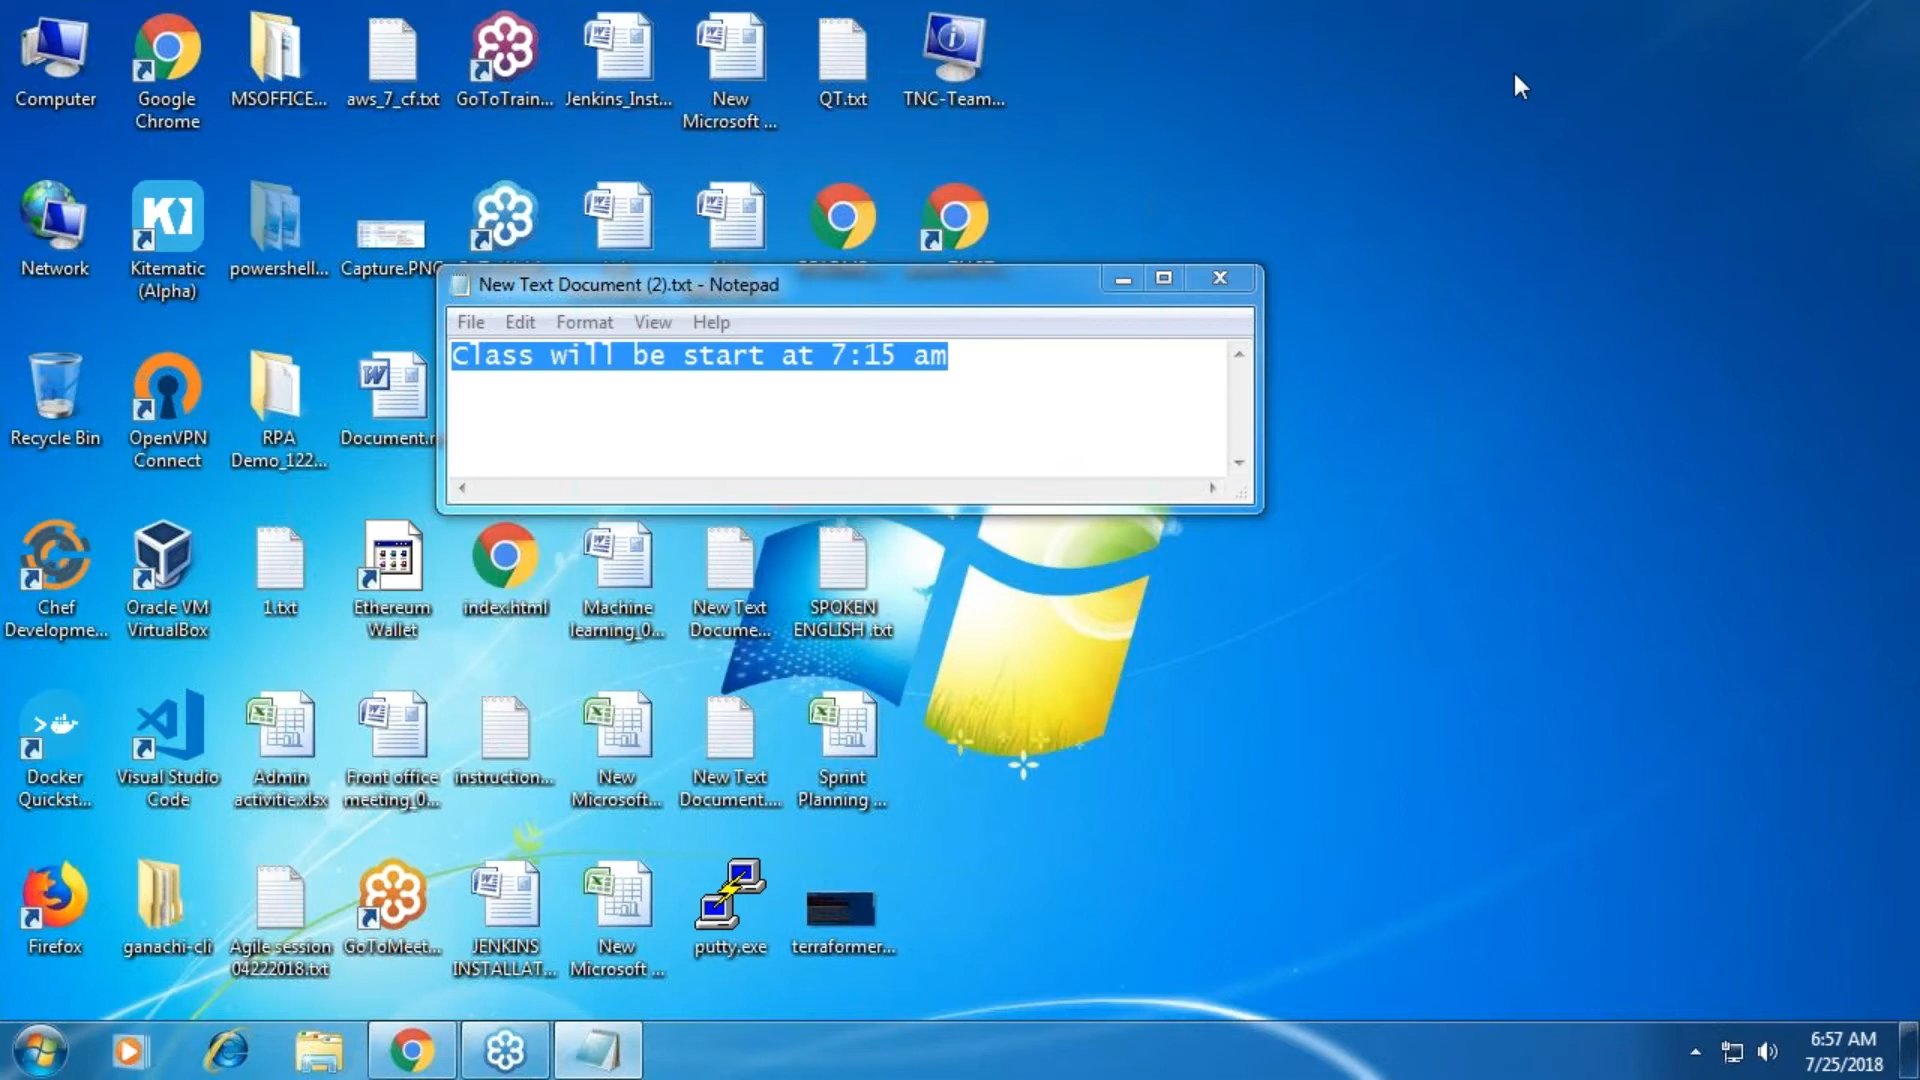 Computer
Google
Chrome
MSOFFICE...
aws_7_cf.txt
GoToTrain...
Jenkins_Inst...
New
Microsoft ...
QT.txt
TNC-Team...
Network
Kitematic
(Alpha)
powershell...
Capture.PNG
New Text Document (2).txt - Notepad
File Edit Format View Help
Class will be start at 7:15 am
Recycle Bin
OpenVPN
Connect
RPA
Demo_122...
Document.r
Chef
Developme...
Oracle VM
VirtualBox
1.txt
Ethereum
Wallet
index.html
Machine
learning_0...
New Text
Docume...
SPOKEN
ENGLISH .txt
Docker
Quickst...
Visual Studio
Code
Admin
activitie.xlsx
Front office
meeting_0...
instruction...
New
Microsoft...
New Text
Document....
Sprint
Planning ...
Firefox
ganachi-cli
Agile session
04222018.txt
GoToMeet...
JENKINS
INSTALLAT...
New
Microsoft ...
putty.exe
terraformer...
6:57 AM
7/25/2018